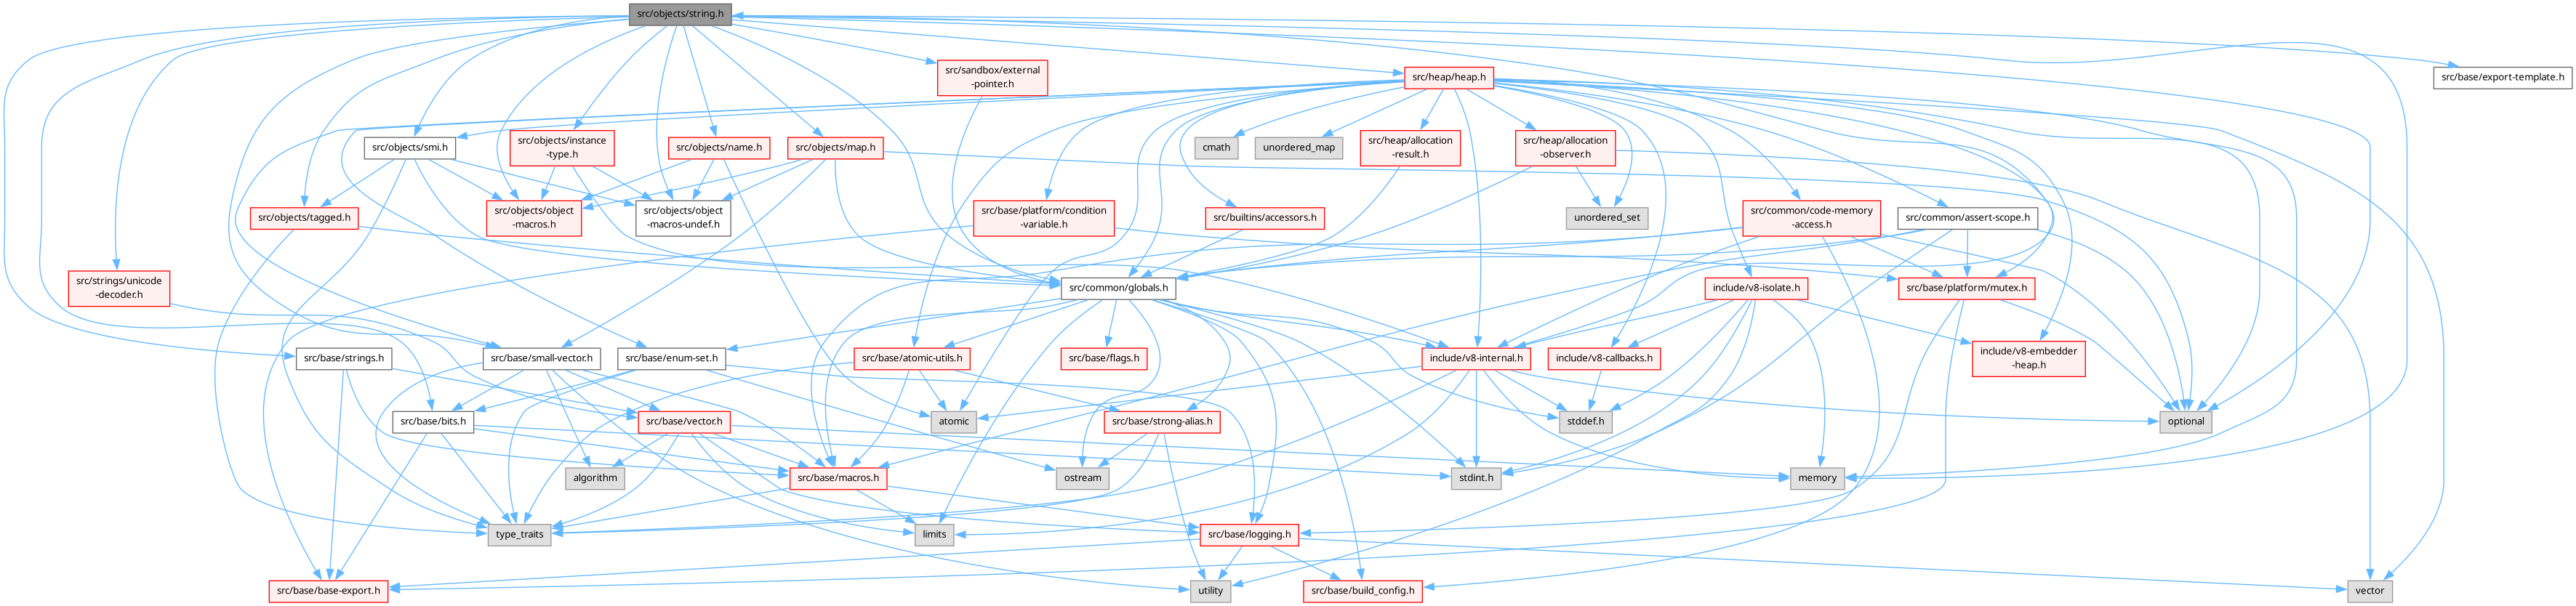 src/objects/string.h
src/sandbox/external
-pointer.h
src/heap/heap.h
src/base/export-template.h
src/objects/smi.h
src/objects/instance
-type.h
src/objects/name.h
src/objects/map.h
cmath
unordered_map
src/heap/allocation
-result.h
src/heap/allocation
-observer.h
src/objects/tagged.h
src/objects/object
-macros.h
src/objects/object
-macros-undef.h
src/base/platform/condition
-variable.h
src/builtins/accessors.h
unordered_set
src/common/code-memory
-access.h
src/common/assert-scope.h
src/strings/unicode
-decoder.h
src/common/globals.h
include/v8-isolate.h
src/base/platform/mutex.h
src/base/strings.h
src/base/small-vector.h
src/base/enum-set.h
src/base/atomic-utils.h
src/base/flags.h
include/v8-internal.h
include/v8-callbacks.h
include/v8-embedder
-heap.h
src/base/bits.h
src/base/vector.h
atomic
src/base/strong-alias.h
stddef.h
optional
algorithm
src/base/macros.h
ostream
stdint.h
memory
type_traits
limits
src/base/logging.h
src/base/base-export.h
utility
src/base/build_config.h
vector